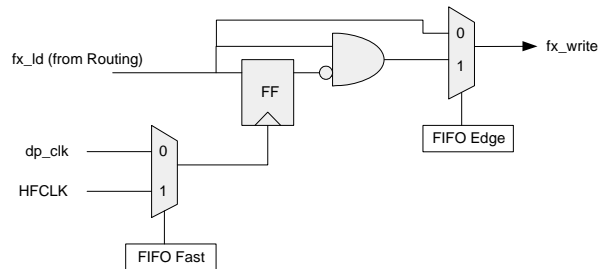 0
fx_write
fx_ld (from Routing)
1
FF
FIFO Edge
dp_clk
0
HFCLK
1
FIFO Fast